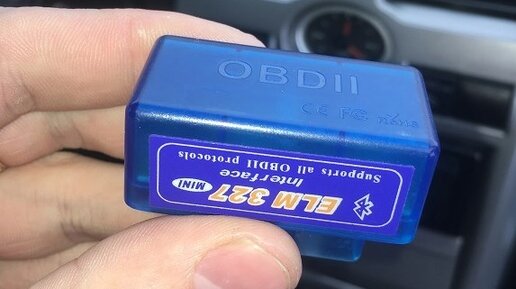 OBDII
CE FC
ELM 327
MINI
Interface
Supports all OBDII protocols